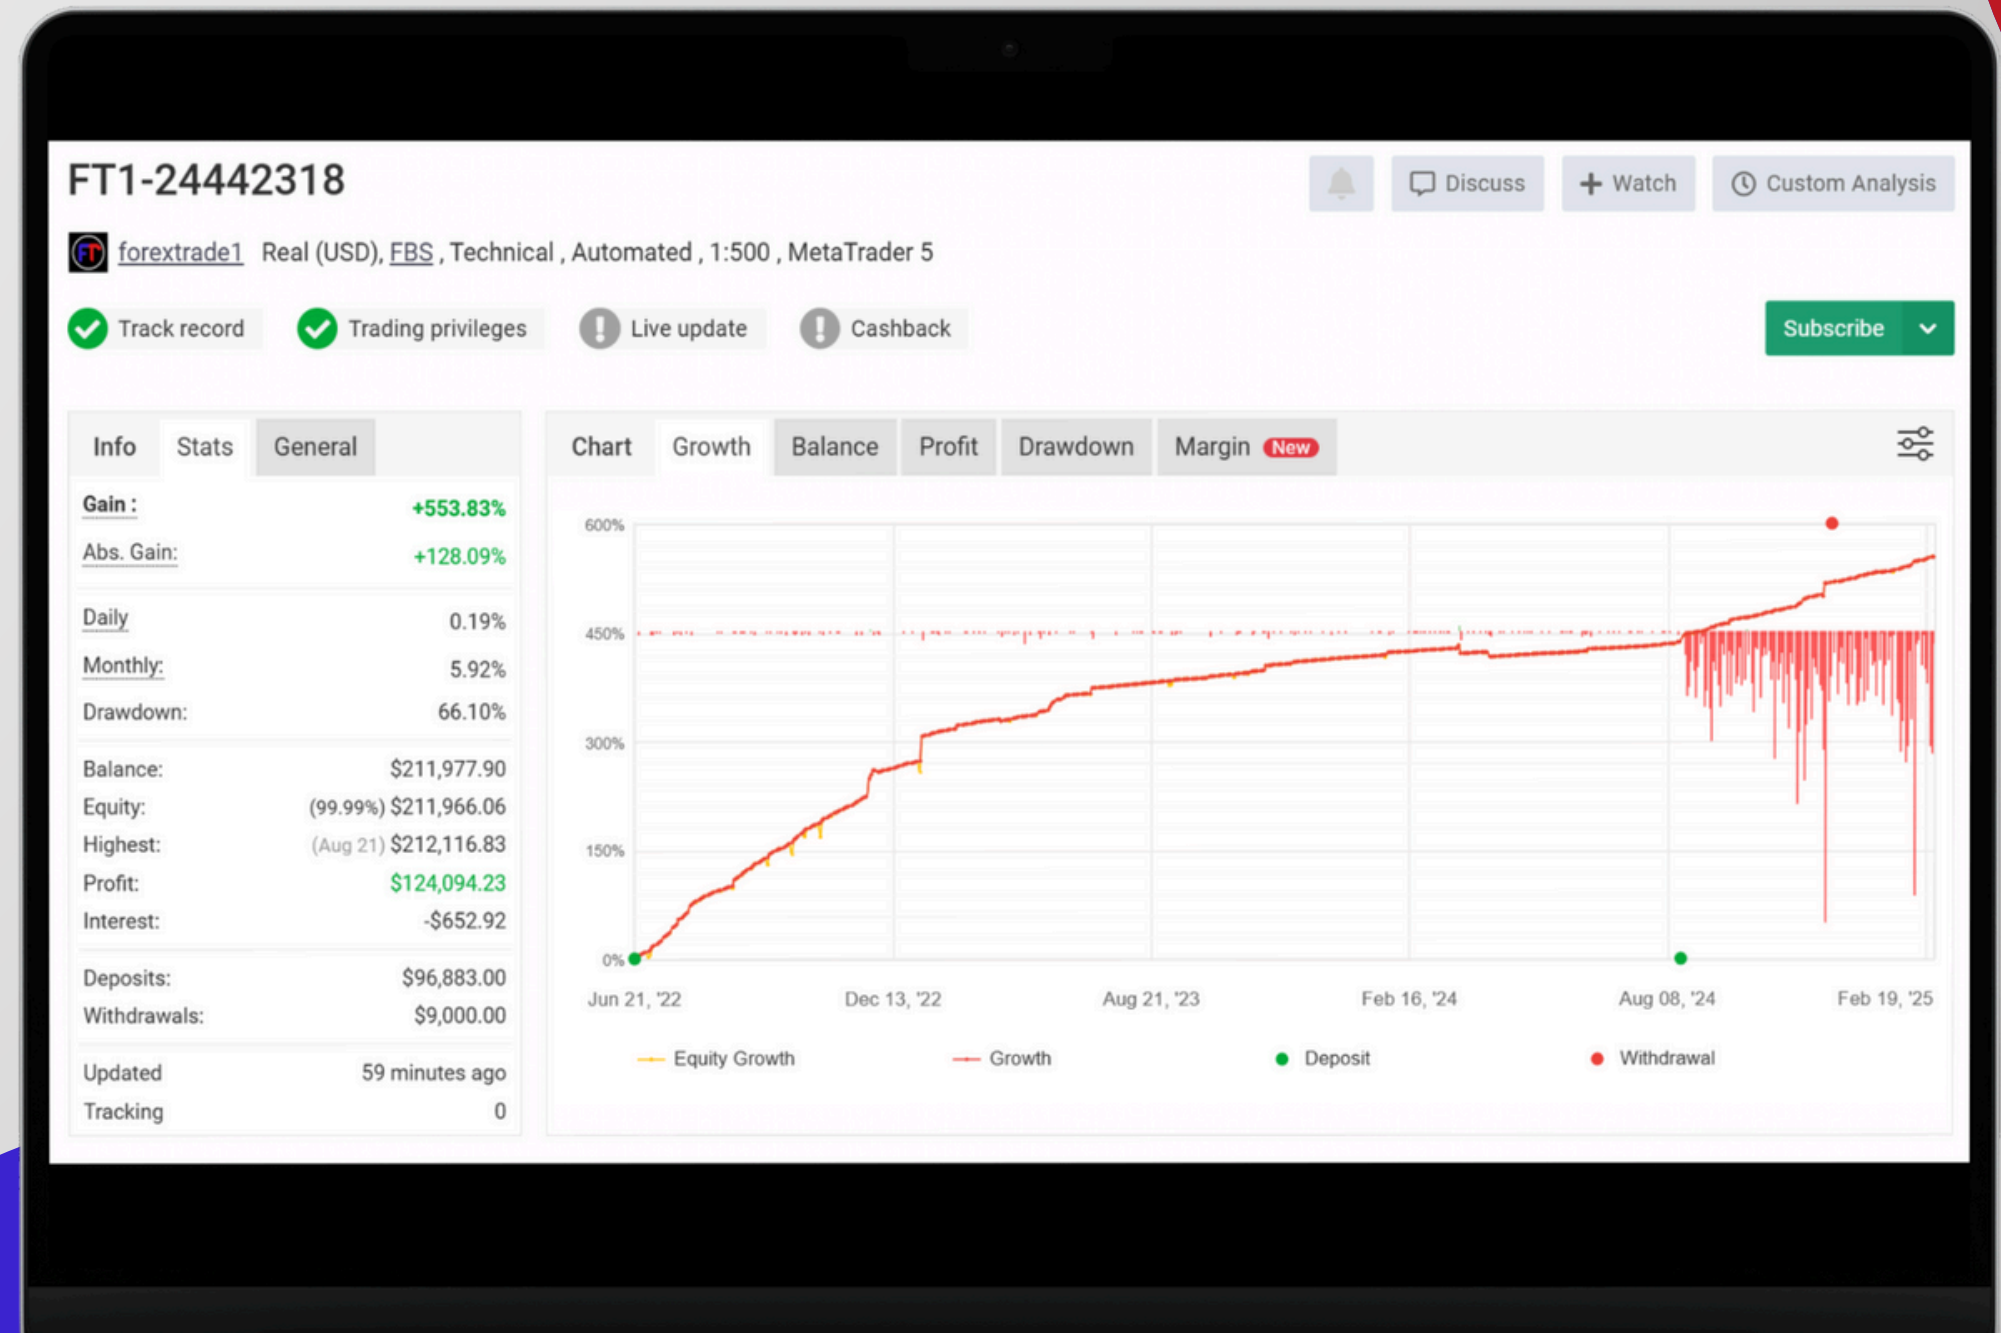 FT1-24442318
Discuss
Watch
Custom Analysis
FT forextrade1 Real (USD), FBS , Technical , Automated , 1:500 , MetaTrader 5
Track record
Trading privileges
Live update
Cashback
Subscribe
Info Stats General
Gain : +553.83%
Abs. Gain: +128.09%
Daily 0.19%
Monthly: 5.92%
Drawdown: 66.10%
Balance: $211,977.90
Equity: (99.99%) $211,966.06
Highest: (Aug 21) $212,116.83
Profit: $124,094.23
Interest: -$652.92
Deposits: $96,883.00
Withdrawals: $9,000.00
Updated 59 minutes ago
Tracking 0
Chart Growth Balance Profit Drawdown Margin New
600%
450%
300%
150%
0%
Jun 21, '22 Dec 13, '22 Aug 21, '23 Feb 16, '24 Aug 08, '24 Feb 19, '25
Equity Growth Growth Deposit Withdrawal